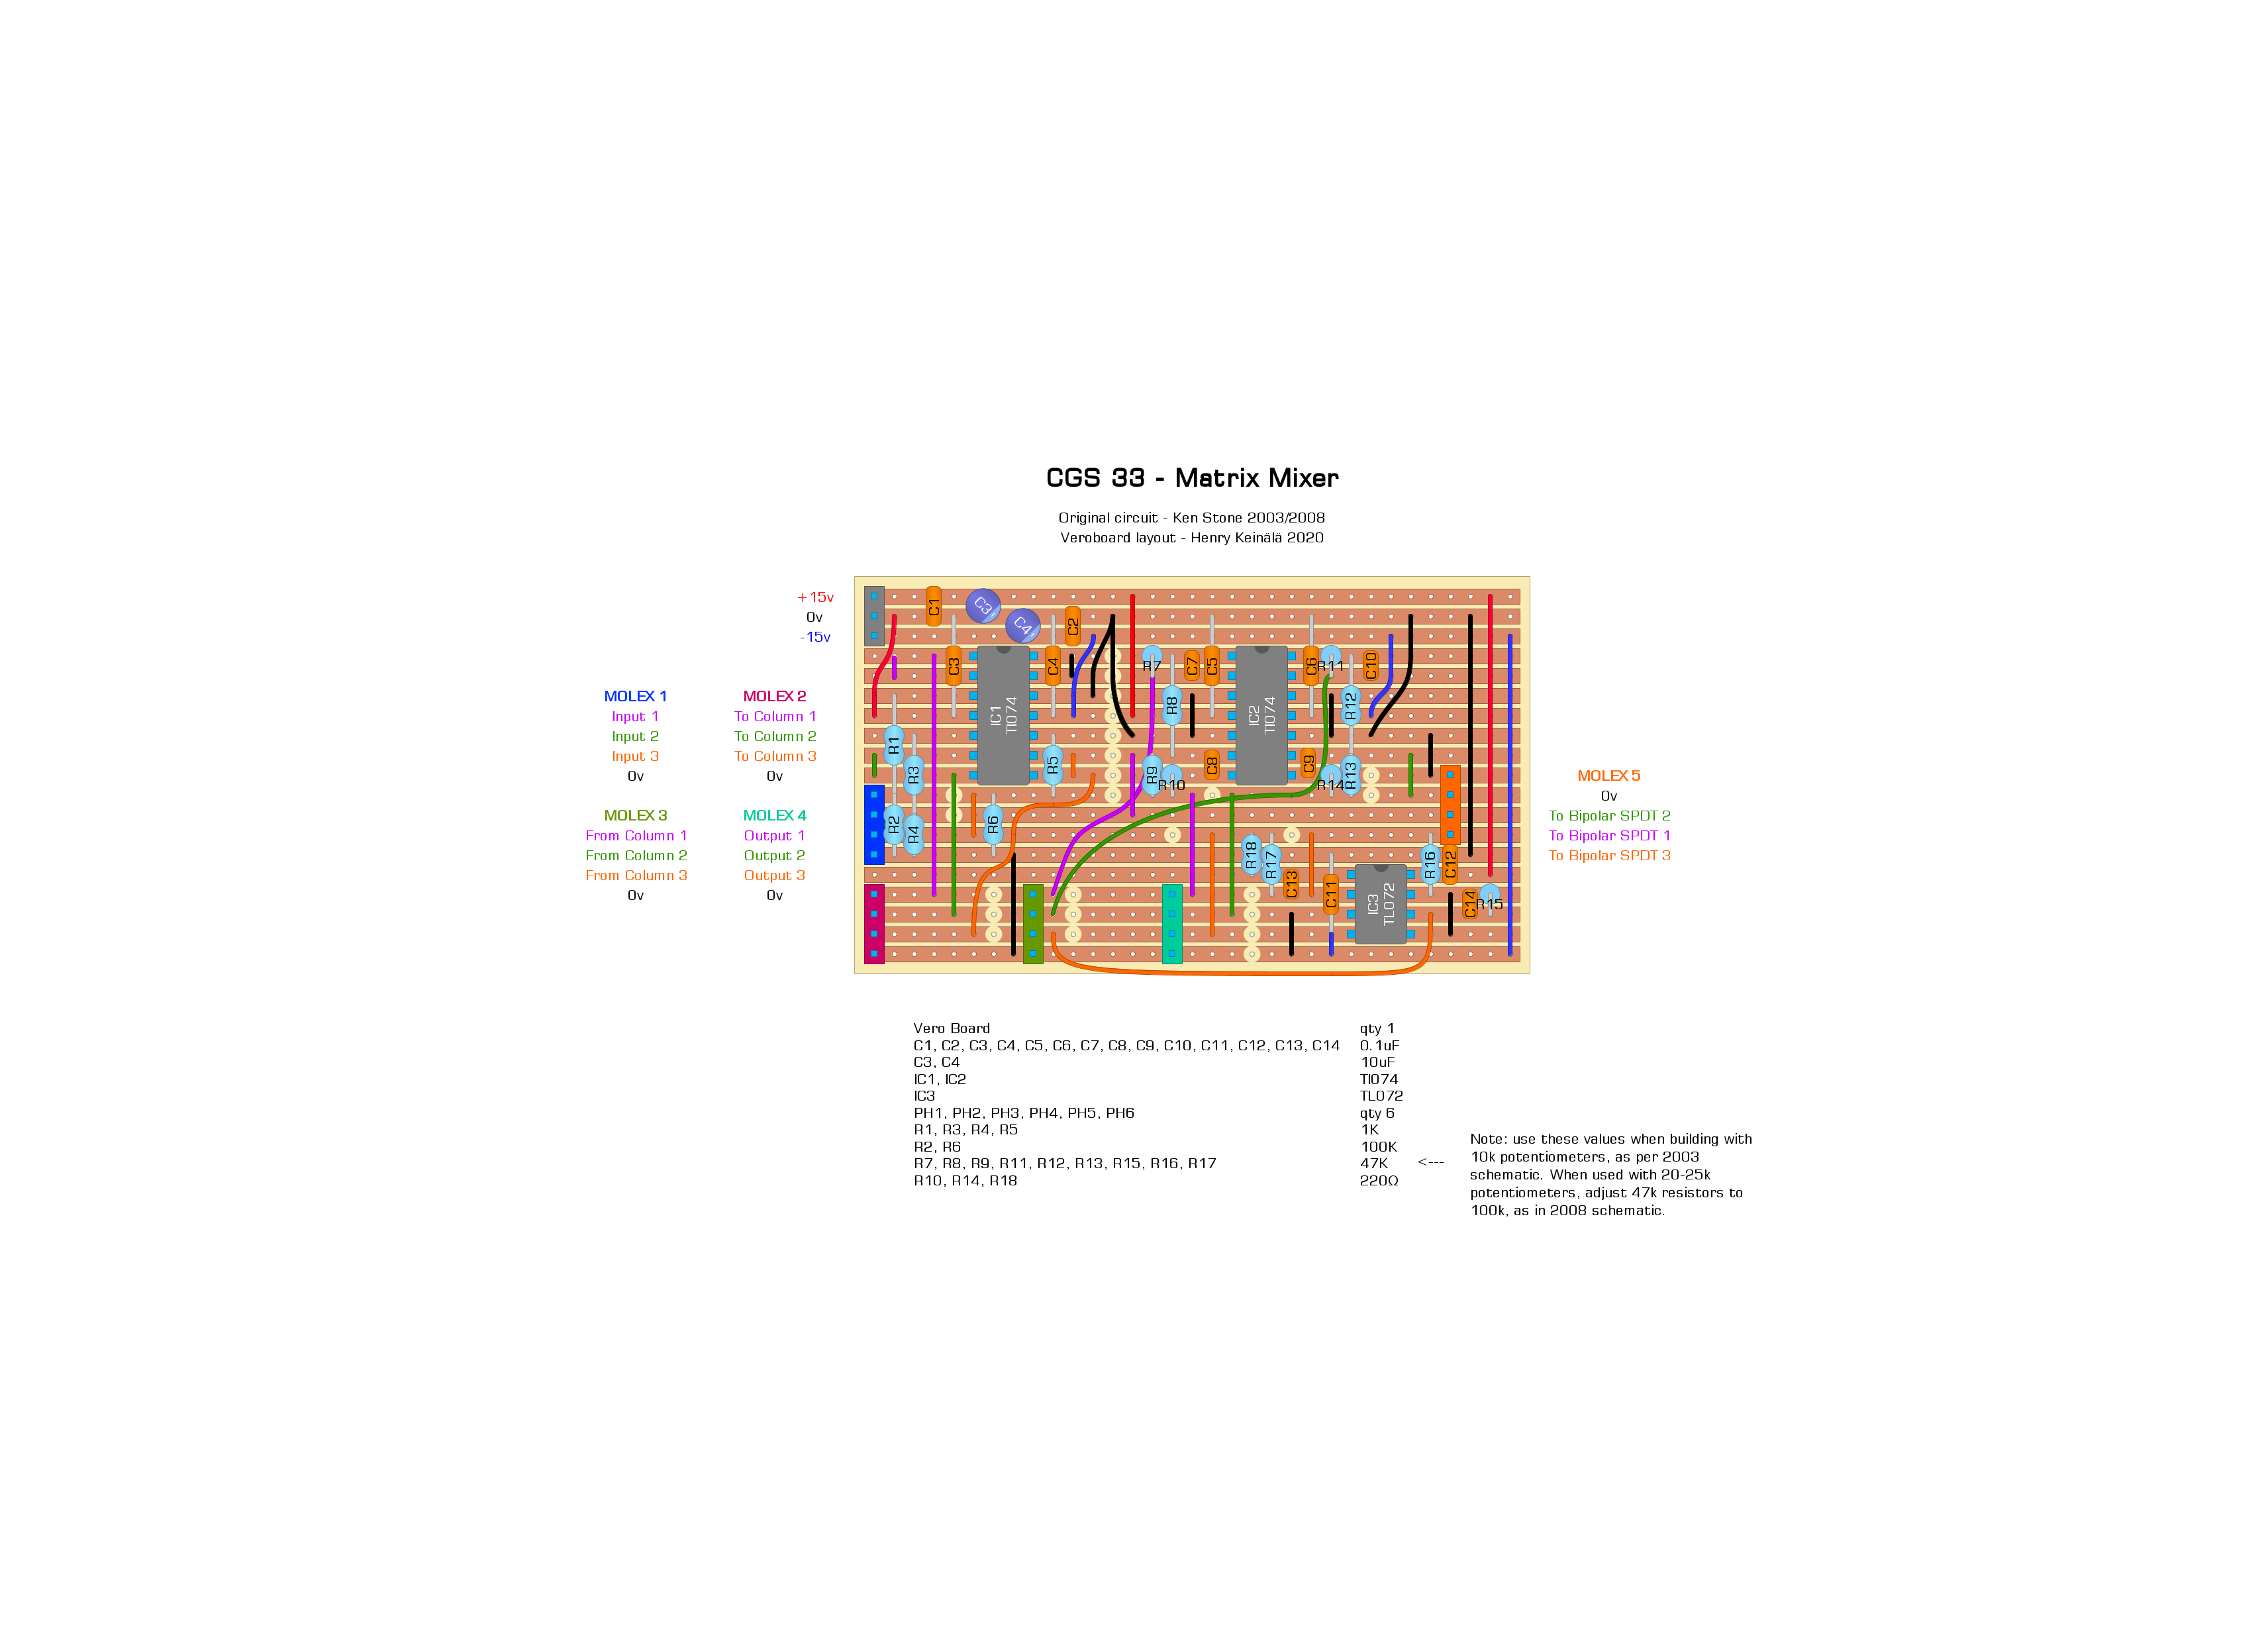 CGS 33 - Matrix Mixer
Original circuit - Ken Stone 2003/2008
Veroboard layout - Henry Keinälä 2020
+15v
0v
-15v
MOLEX 1
Input 1
Input 2
Input 3
0v
MOLEX 2
To Column 1
To Column 2
To Column 3
0v
MOLEX 3
From Column 1
From Column 2
From Column 3
0v
MOLEX 4
Output 1
Output 2
Output 3
0v
C1
C3
C4
C2
C3
IC1
TI074
C4
R7
R8
C7
C5
IC2
TI074
C6
R11
R12
C10
R1
R3
R5
R9
R10
C8
C9
R14
R13
R2
R4
R6
R18
R17
C13
C11
IC3
TL072
R16
C12
C14
R15
MOLEX 5
0v
To Bipolar SPDT 2
To Bipolar SPDT 1
To Bipolar SPDT 3
Vero Board qty 1
C1, C2, C3, C4, C5, C6, C7, C8, C9, C10, C11, C12, C13, C14 0.1uF
C3, C4 10uF
IC1, IC2 TI074
IC3 TL072
PH1, PH2, PH3, PH4, PH5, PH6 qty 6
R1, R3, R4, R5 1K
R2, R6 100K
R7, R8, R9, R11, R12, R13, R15, R16, R17 47K <---
R10, R14, R18 220Ω
Note: use these values when building with
10k potentiometers, as per 2003
schematic. When used with 20-25k
potentiometers, adjust 47k resistors to
100k, as in 2008 schematic.